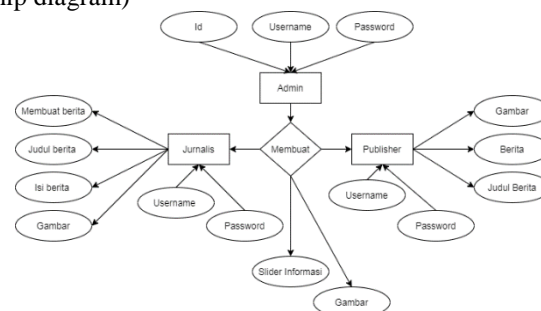 ip diagram)
Id
Username
Password
Admin
Membuat berita
Judul berita
Isi berita
Gambar
Jurnalis
Username
Password
Membuat
Slider Informasi
Gambar
Publisher
Username
Password
Gambar
Berita
Judul Berita